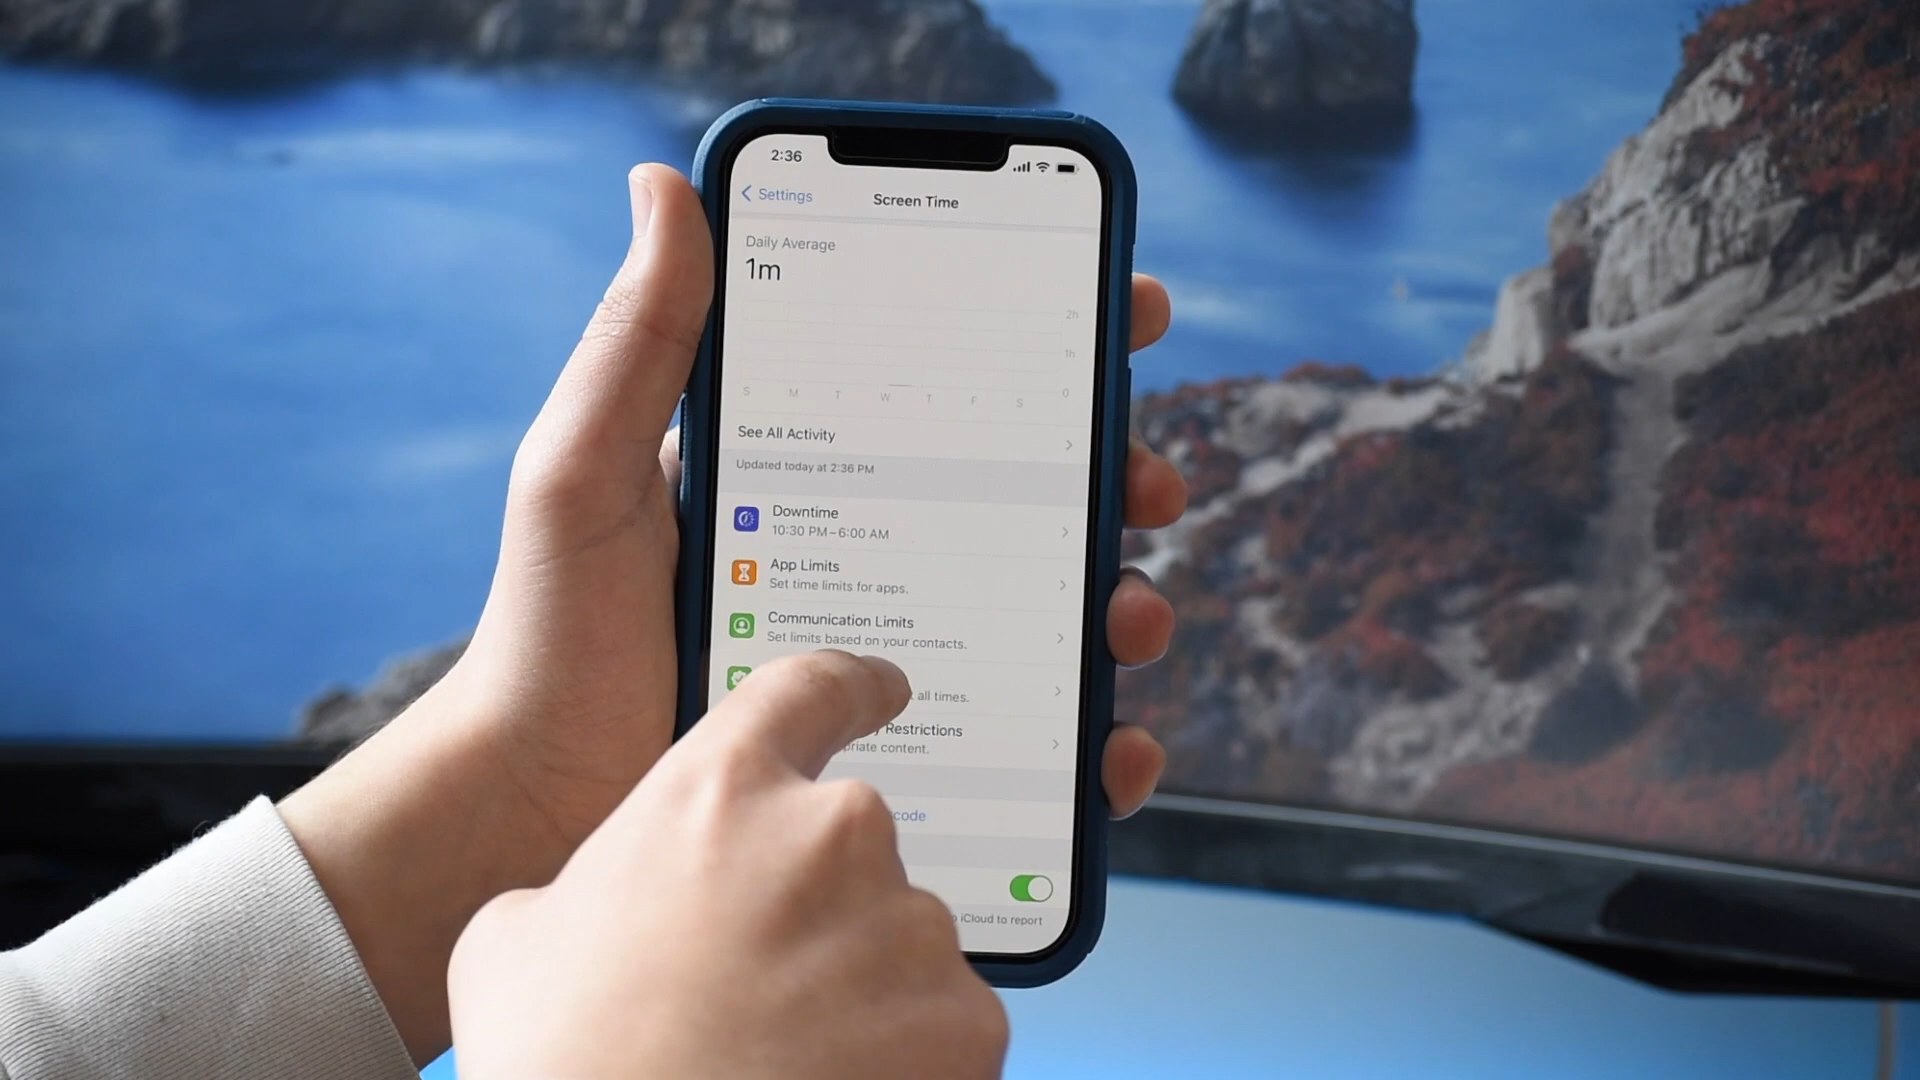 2:36
Settings
Screen Time
Daily Average
1m
2h
1h
0
S M T W T F S
See All Activity
Updated today at 2:36 PM
Downtime
10:30 PM–6:00 AM
App Limits
Set time limits for apps.
Communication Limits
Set limits based on your contacts.
all times.
Restrictions
content.
iCloud to report